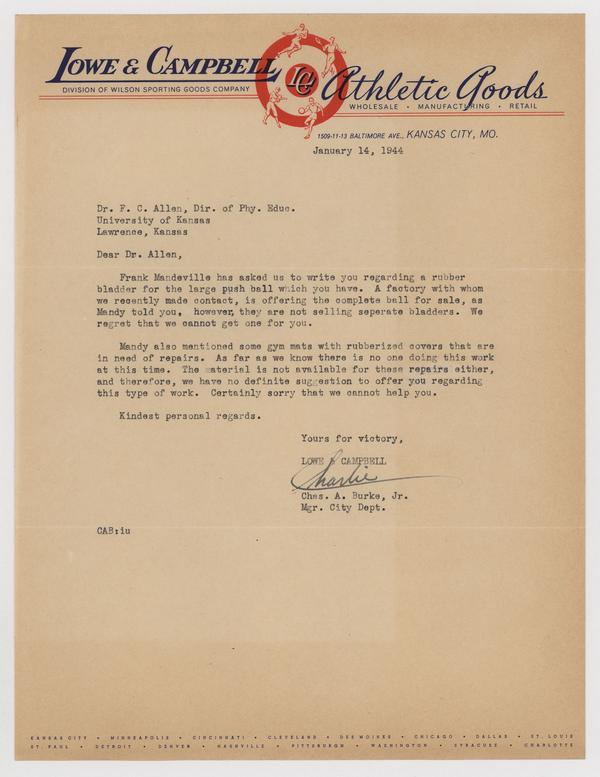 LOWE & CAMPBELL LC Athletic Goods
DIVISION OF WILSON SPORTING GOODS COMPANY
WHOLESALE • MANUFACTURING • RETAIL
1509-11-13 BALTIMORE AVE., KANSAS CITY, MO.
January 14, 1944
Dr. F. C. Allen, Dir. of Phy. Educ.
University of Kansas
Lawrence, Kansas
Dear Dr. Allen,
Frank Mandeville has asked us to write you regarding a rubber
bladder for the large push ball which you have. A factory with whom
we recently made contact, is offering the complete ball for sale, as
Mandy told you, however, they are not selling seperate bladders. We
regret that we cannot get one for you.
Mandy also mentioned some gym mats with rubberized covers that are
in need of repairs. As far as we know there is no one doing this work
at this time. The material is not available for these repairs either,
and therefore, we have no definite suggestion to offer you regarding
this type of work. Certainly sorry that we cannot help you.
Kindest personal regards.
Yours for victory,
LOWE & CAMPBELL
Charlie
Chas. A. Burke, Jr.
Mgr. City Dept.
CAB:iu
KANSAS CITY • MINNEAPOLIS • CINCINNATI • CLEVELAND • DES MOINES • CHICAGO • DALLAS • ST. LOUIS
ST. PAUL • DETROIT • DENVER • NASHVILLE • PITTSBURGH • WASHINGTON • SYRACUSE • CHARLOTTE